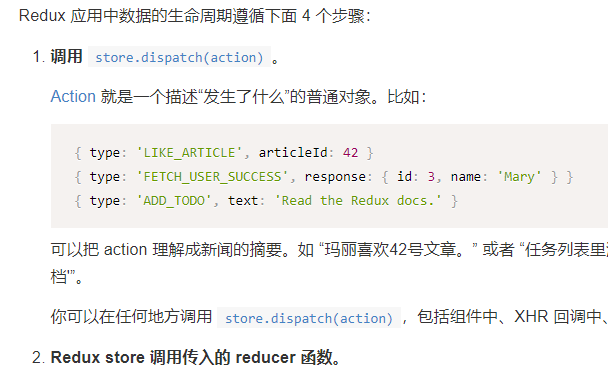 Redux 应用中数据的生命周期遵循下面 4 个步骤：
1. 调用 store.dispatch(action) 。
Action 就是一个描述“发生了什么”的普通对象。比如：
{ type: 'LIKE_ARTICLE', articleId: 42 }
{ type: 'FETCH_USER_SUCCESS', response: { id: 3, name: 'Mary' } }
{ type: 'ADD_TODO', text: 'Read the Redux docs.' }
可以把 action 理解成新闻的摘要。如 “玛丽喜欢42号文章。” 或者 “任务列表里
档'”。
你可以在任何地方调用 store.dispatch(action) ，包括组件中、XHR 回调中、
2. Redux store 调用传入的 reducer 函数。